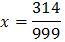 x = 314/999